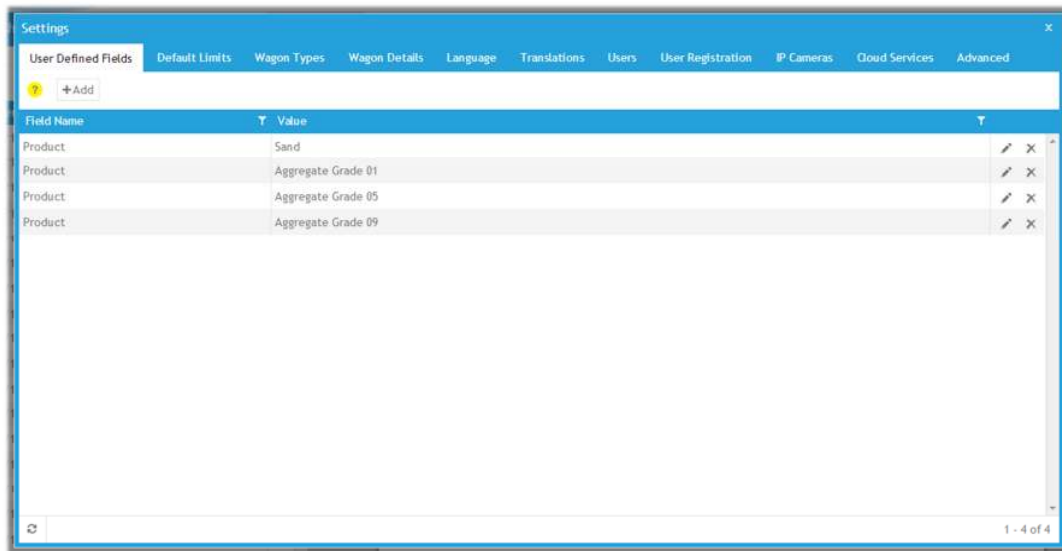 Settings x
User Defined Fields Default Limits Wagon Types Wagon Details Language Translations Users User Registration IP Cameras Cloud Services Advanced
? +Add
Field Name Value
Product Sand
Product Aggregate Grade 01
Product Aggregate Grade 05
Product Aggregate Grade 09
1 - 4 of 4